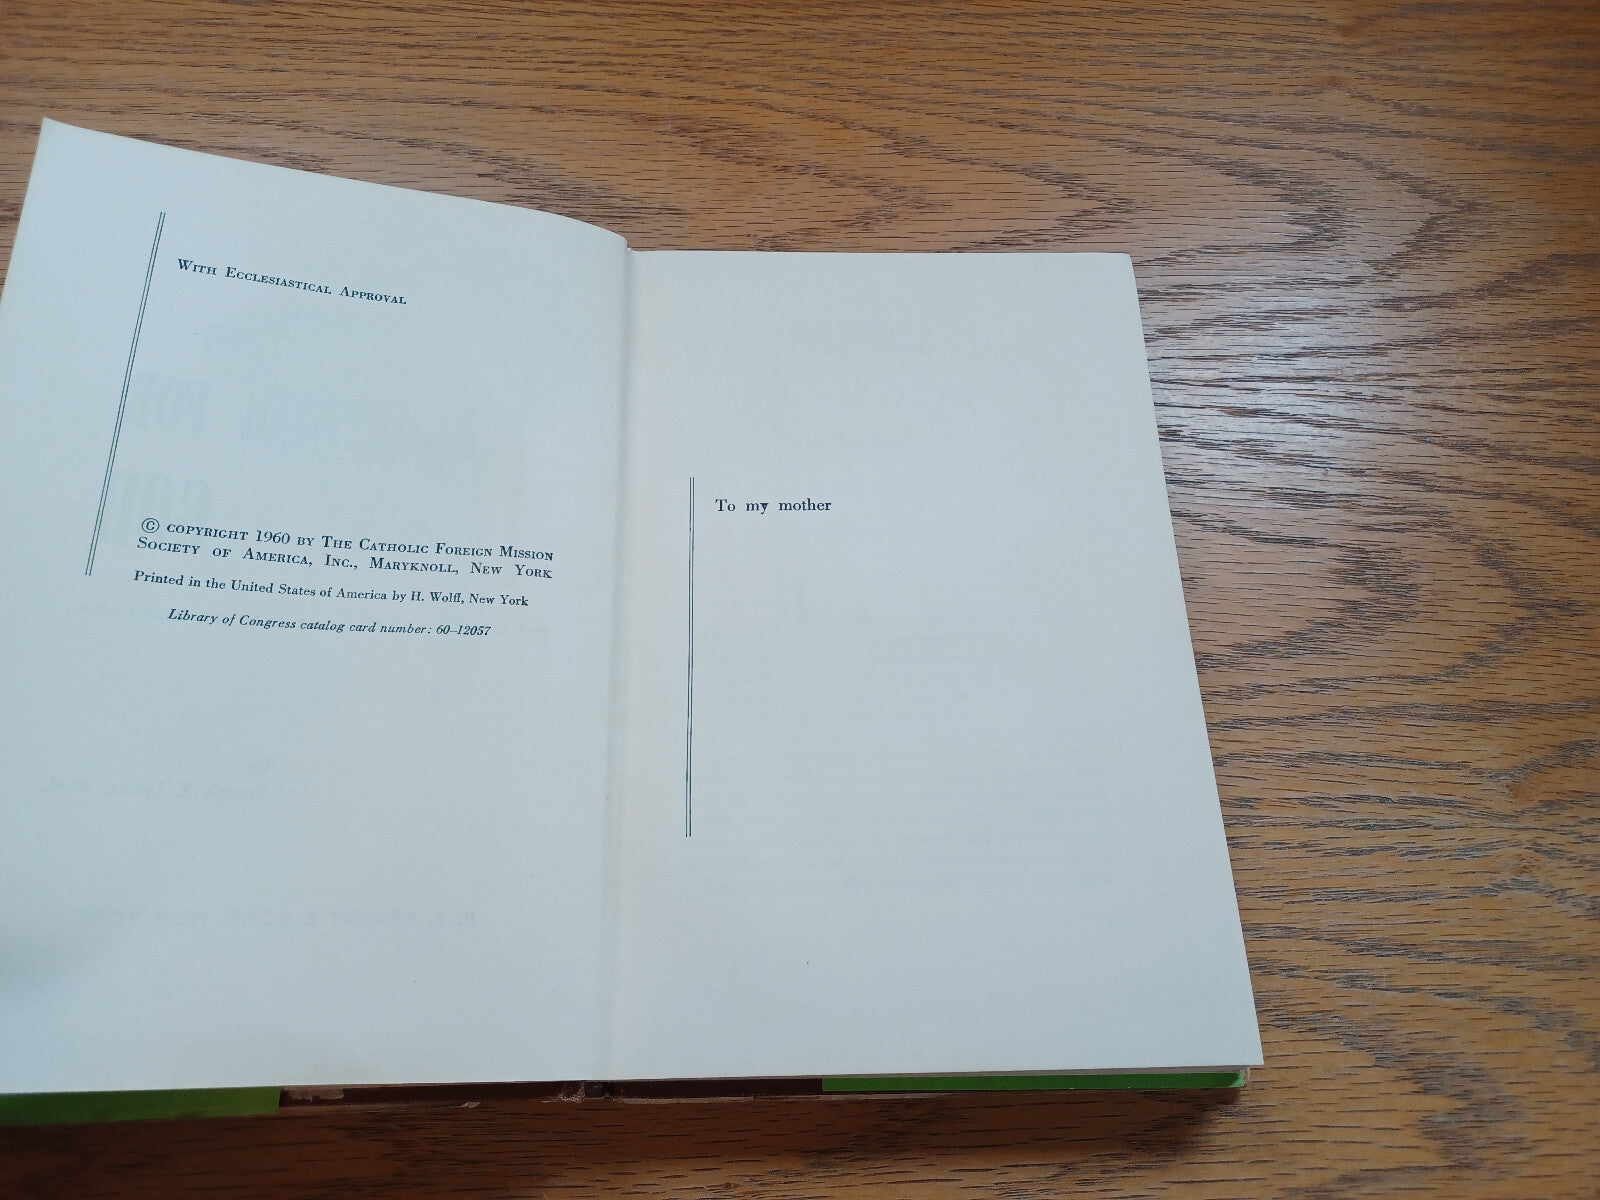 With Ecclesiastical Approval
© copyright 1960 by The Catholic Foreign Mission
Society of America, Inc., Maryknoll, New York
Printed in the United States of America by H. Wolff, New York
Library of Congress catalog card number: 60–12057
To my mother